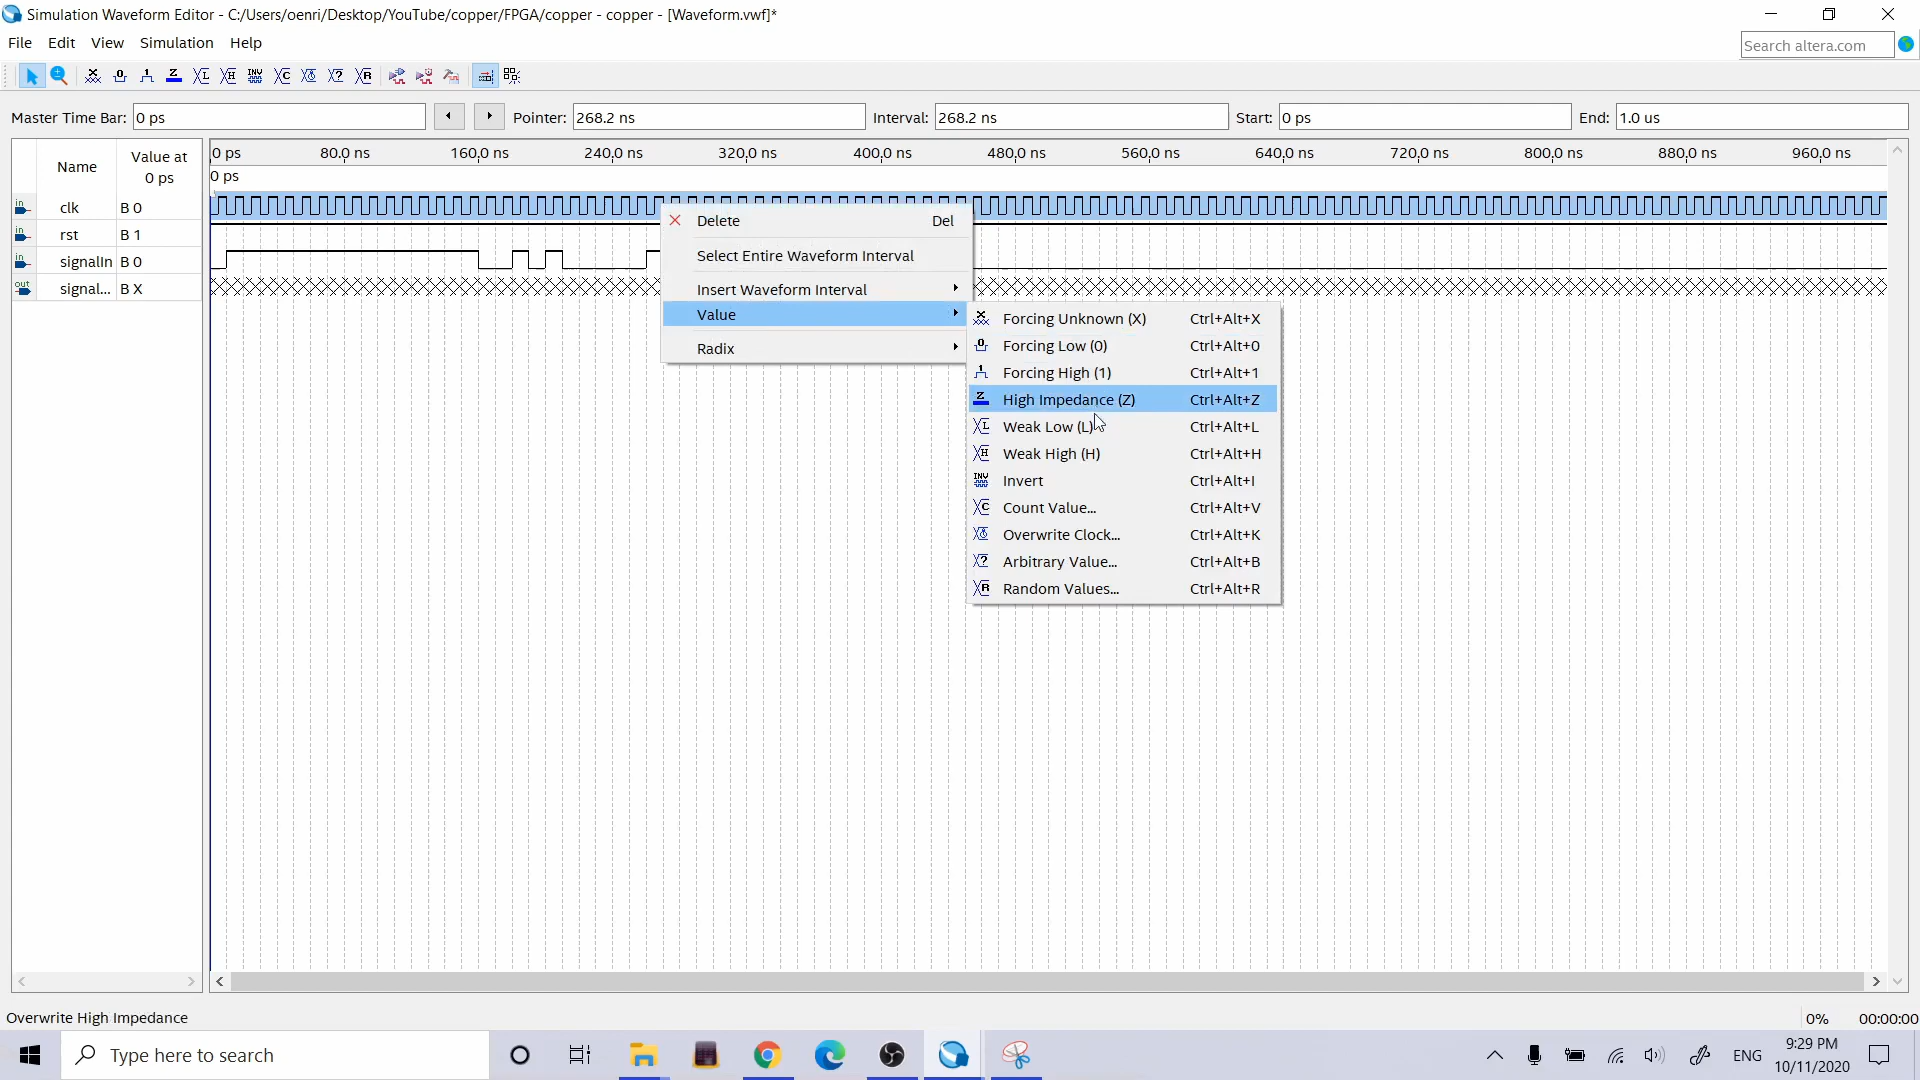 Simulation Waveform Editor - C:/Users/oenri/Desktop/YouTube/copper/FPGA/copper - copper - [Waveform.vwf]*
File Edit View Simulation Help
Search altera.com
Master Time Bar: 0 ps Pointer: 268.2 ns Interval: 268.2 ns Start: 0 ps End: 1.0 us
Name Value at 0 ps
0 ps 80.0 ns 160.0 ns 240.0 ns 320.0 ns 400.0 ns 480.0 ns 560.0 ns 640.0 ns 720.0 ns 800.0 ns 880.0 ns 960.0 ns
0 ps
in clk B 0
in rst B 1
in signalIn B 0
out signal... B X
Delete Del
Select Entire Waveform Interval
Insert Waveform Interval
Value
Radix
Forcing Unknown (X) Ctrl+Alt+X
Forcing Low (0) Ctrl+Alt+0
Forcing High (1) Ctrl+Alt+1
High Impedance (Z) Ctrl+Alt+Z
Weak Low (L) Ctrl+Alt+L
Weak High (H) Ctrl+Alt+H
Invert Ctrl+Alt+I
Count Value... Ctrl+Alt+V
Overwrite Clock... Ctrl+Alt+K
Arbitrary Value... Ctrl+Alt+B
Random Values... Ctrl+Alt+R
Overwrite High Impedance
0% 00:00:00
Type here to search
ENG
9:29 PM
10/11/2020